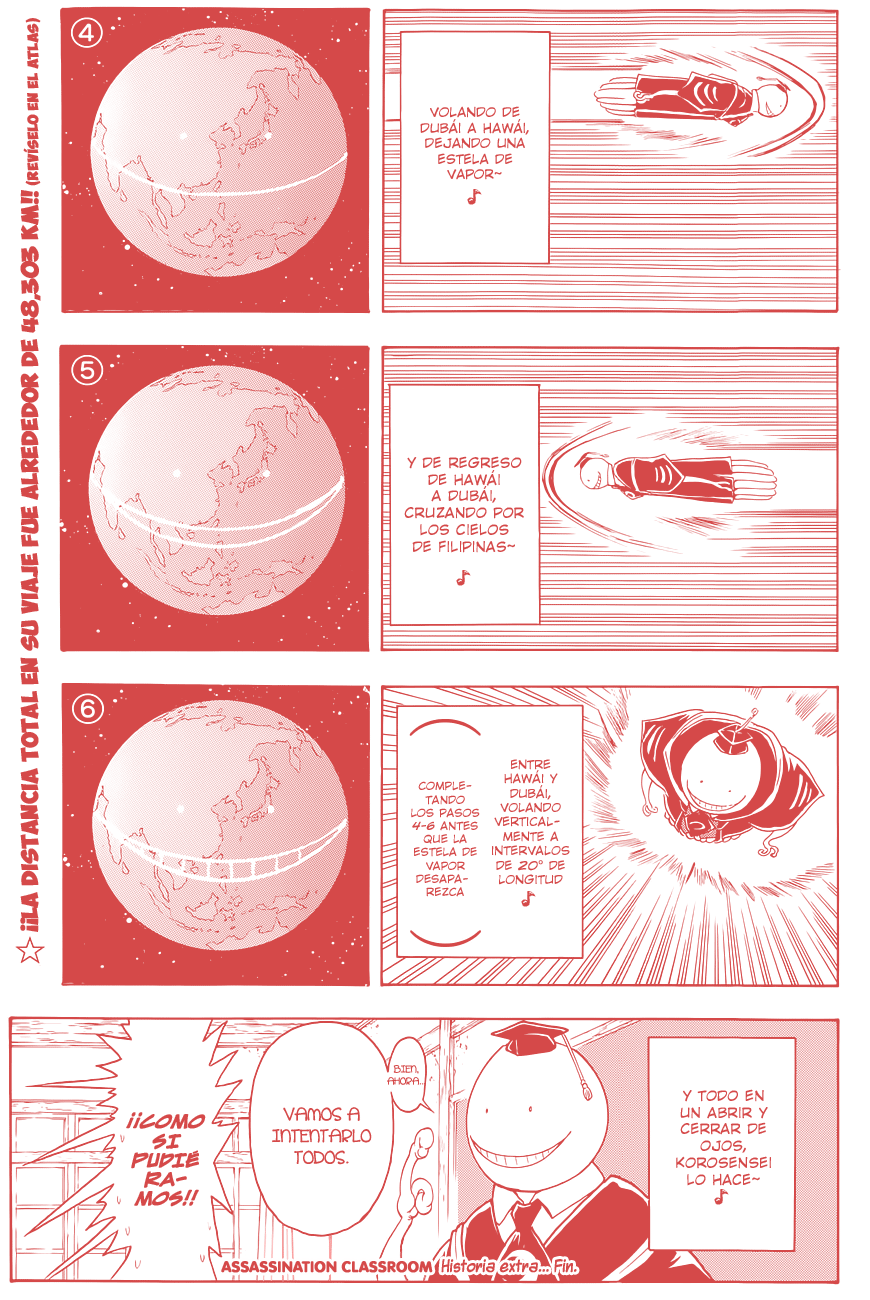 ¡¡LA DISTANCIA TOTAL EN SU VIAJE FUE ALREDEDOR DE 48,303 KM!! (REVÍSELO EN EL ATLAS)
④
VOLANDO DE
DUBÁI A HAWÁI,
DEJANDO UNA
ESTELA DE
VAPOR~
♪
⑤
Y DE REGRESO
DE HAWÁI
A DUBÁI,
CRUZANDO POR
LOS CIELOS
DE FILIPINAS~
♪
⑥
ENTRE
HAWÁI Y
DUBÁI,
VOLANDO
VERTICAL-
MENTE A
INTERVALOS
DE 20° DE
LONGITUD
♪
COMPLE-
TANDO
LOS PASOS
4-6 ANTES
QUE LA
ESTELA DE
VAPOR
DESAPA-
REZCA
Y TODO EN
UN ABRIR Y
CERRAR DE
OJOS,
KOROSENSEI
LO HACE~
♪
BIEN,
AHORA..
VAMOS A
INTENTARLO
TODOS.
¡¡COMO
SI
PUDIÉ
RA-
MOS!!
ASSASSINATION CLASSROOM Historia extra... Fin.